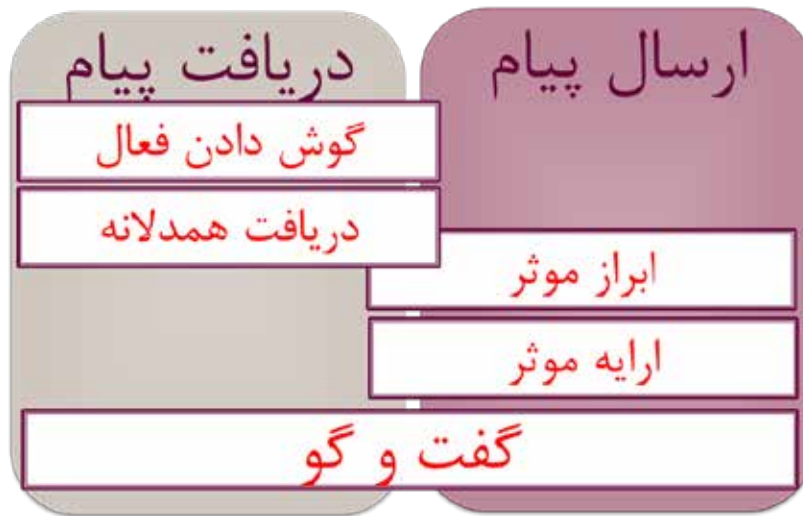 ارسال پیام
دریافت پیام
گوش دادن فعال
دریافت همدلانه
ابراز موثر
ارایه موثر
گفت و گو